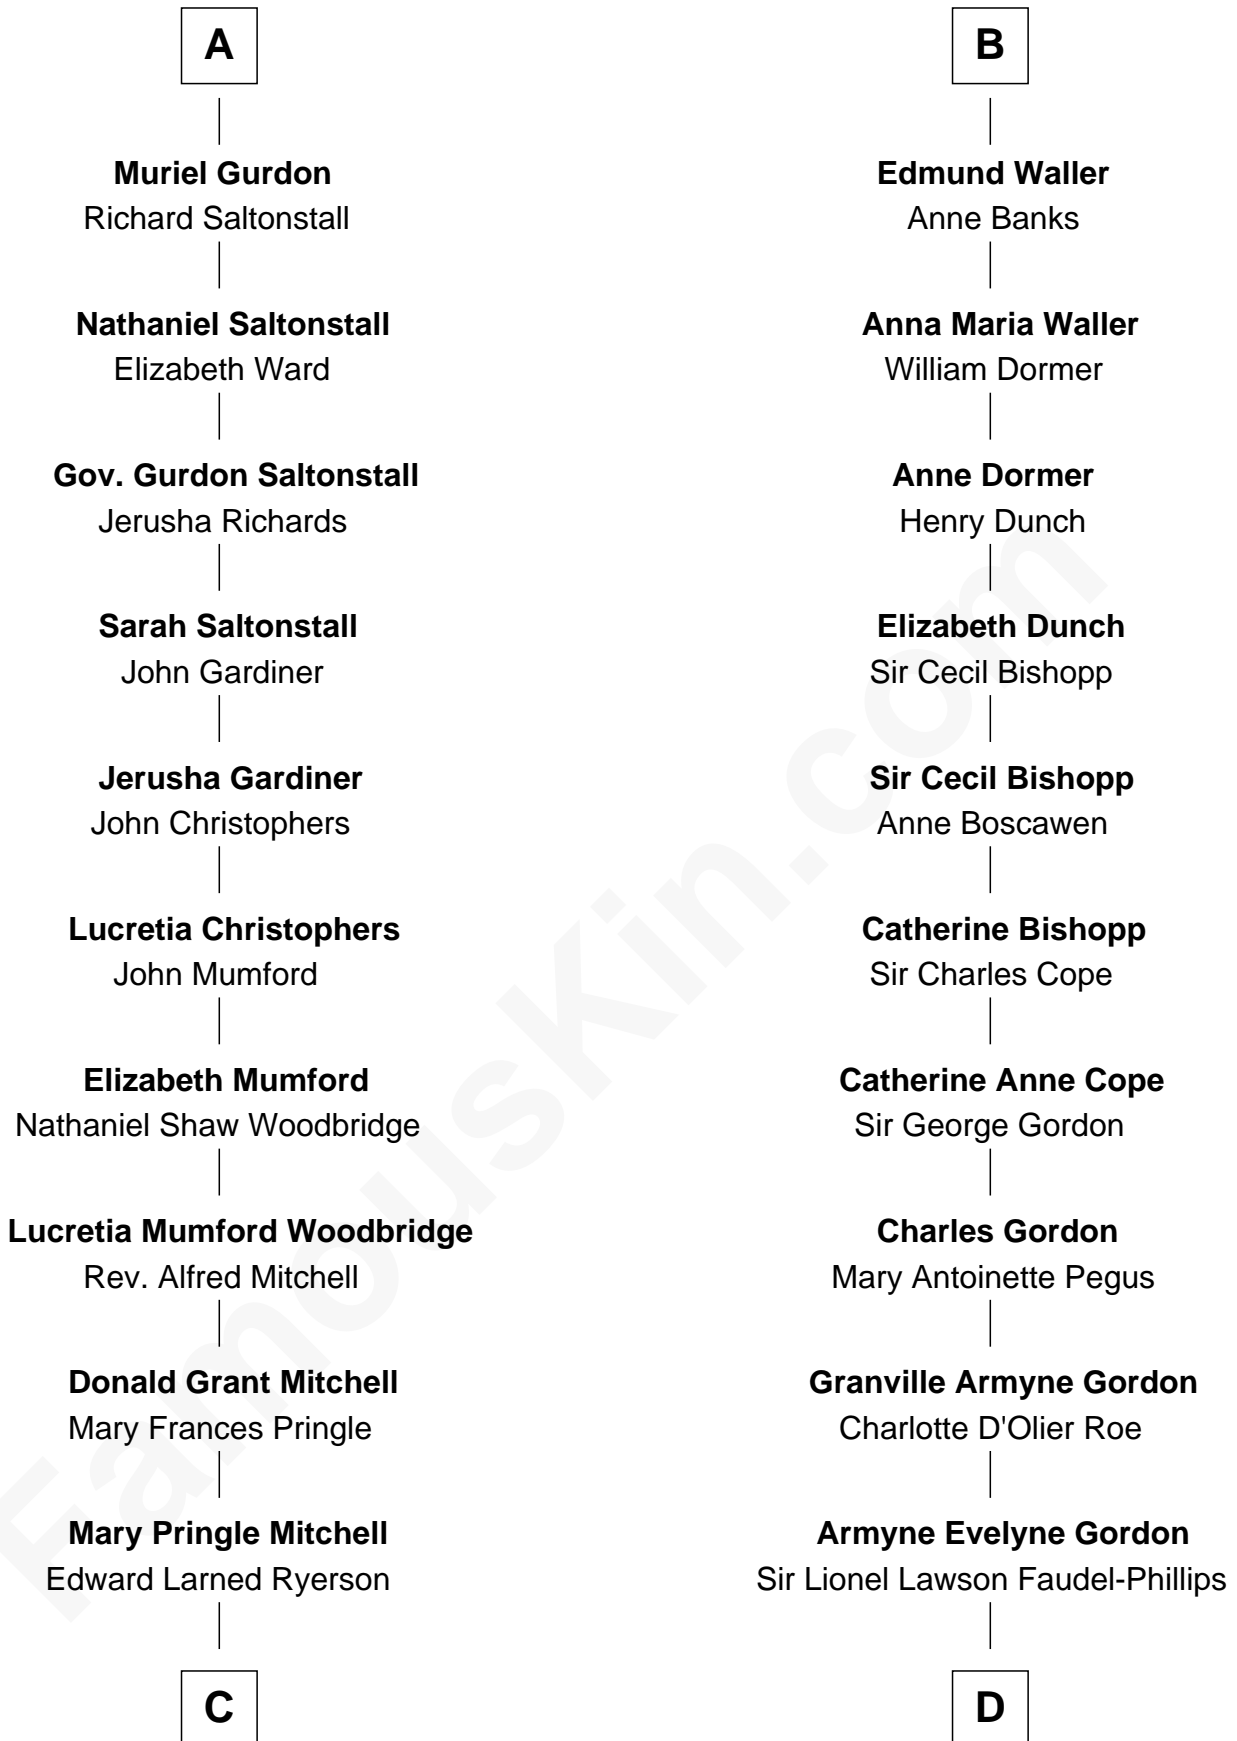 A
Muriel Gurdon
Richard Saltonstall
Nathaniel Saltonstall
Elizabeth Ward
Gov. Gurdon Saltonstall
Jerusha Richards
Sarah Saltonstall
John Gardiner
Jerusha Gardiner
John Christophers
Lucretia Christophers
John Mumford
Elizabeth Mumford
Nathaniel Shaw Woodbridge
Lucretia Mumford Woodbridge
Rev. Alfred Mitchell
Donald Grant Mitchell
Mary Frances Pringle
Mary Pringle Mitchell
Edward Larned Ryerson
C
B
Edmund Waller
Anne Banks
Anna Maria Waller
William Dormer
Anne Dormer
Henry Dunch
Elizabeth Dunch
Sir Cecil Bishopp
Sir Cecil Bishopp
Anne Boscawen
Catherine Bishopp
Sir Charles Cope
Catherine Anne Cope
Sir George Gordon
Charles Gordon
Mary Antoinette Pegus
Granville Armyne Gordon
Charlotte D'Olier Roe
Armyne Evelyne Gordon
Sir Lionel Lawson Faudel-Phillips
D
FamousKin.com